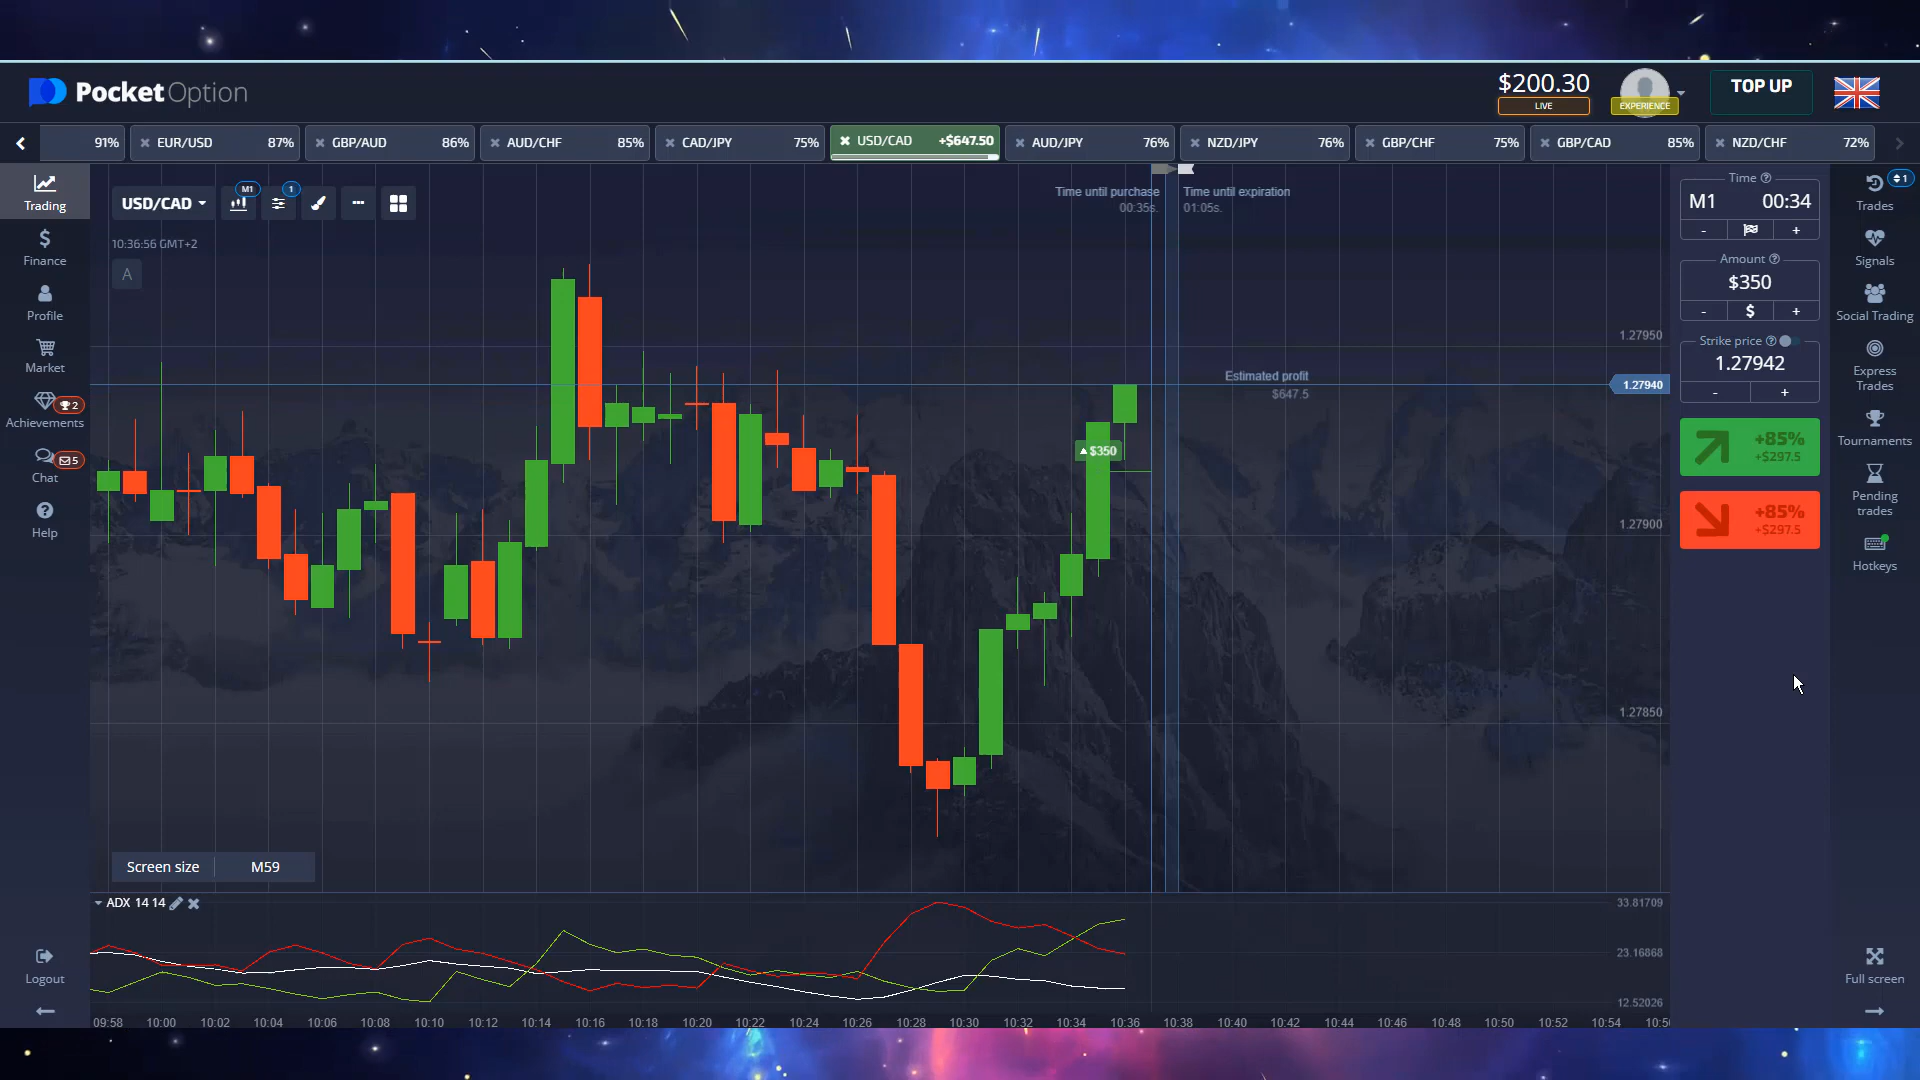 PocketOption
$200.30
LIVE
EXPERIENCE
TOP UP
91%
EUR/USD 87%
GBP/AUD 86%
AUD/CHF 85%
CAD/JPY 75%
USD/CAD +$647.50
AUD/JPY 76%
NZD/JPY 76%
GBP/CHF 75%
GBP/CAD 85%
NZD/CHF 72%
Trading
Finance
Profile
Market
Achievements 2
Chat 5
Help
Logout
USD/CAD
M1
1
10:36:56 GMT+2
A
Time until purchase
00:35s.
Time until expiration
01:05s.
1.27950
Estimated profit
$647.5
1.27940
$350
1.27900
1.27850
Screen size M59
ADX 14 14
33.81709
23.16868
12.52026
09:58 10:00 10:02 10:04 10:06 10:08 10:10 10:12 10:14 10:16 10:18 10:20 10:22 10:24 10:26 10:28 10:30 10:32 10:34 10:36 10:38 10:40 10:42 10:44 10:46 10:48 10:50 10:52 10:54
Time
M1 00:34
- +
Amount
$350
- $ +
Strike price
1.27942
- +
+85%
+$297.5
+85%
+$297.5
1
Trades
Signals
Social Trading
Express
Trades
Tournaments
Pending
trades
Hotkeys
Full screen